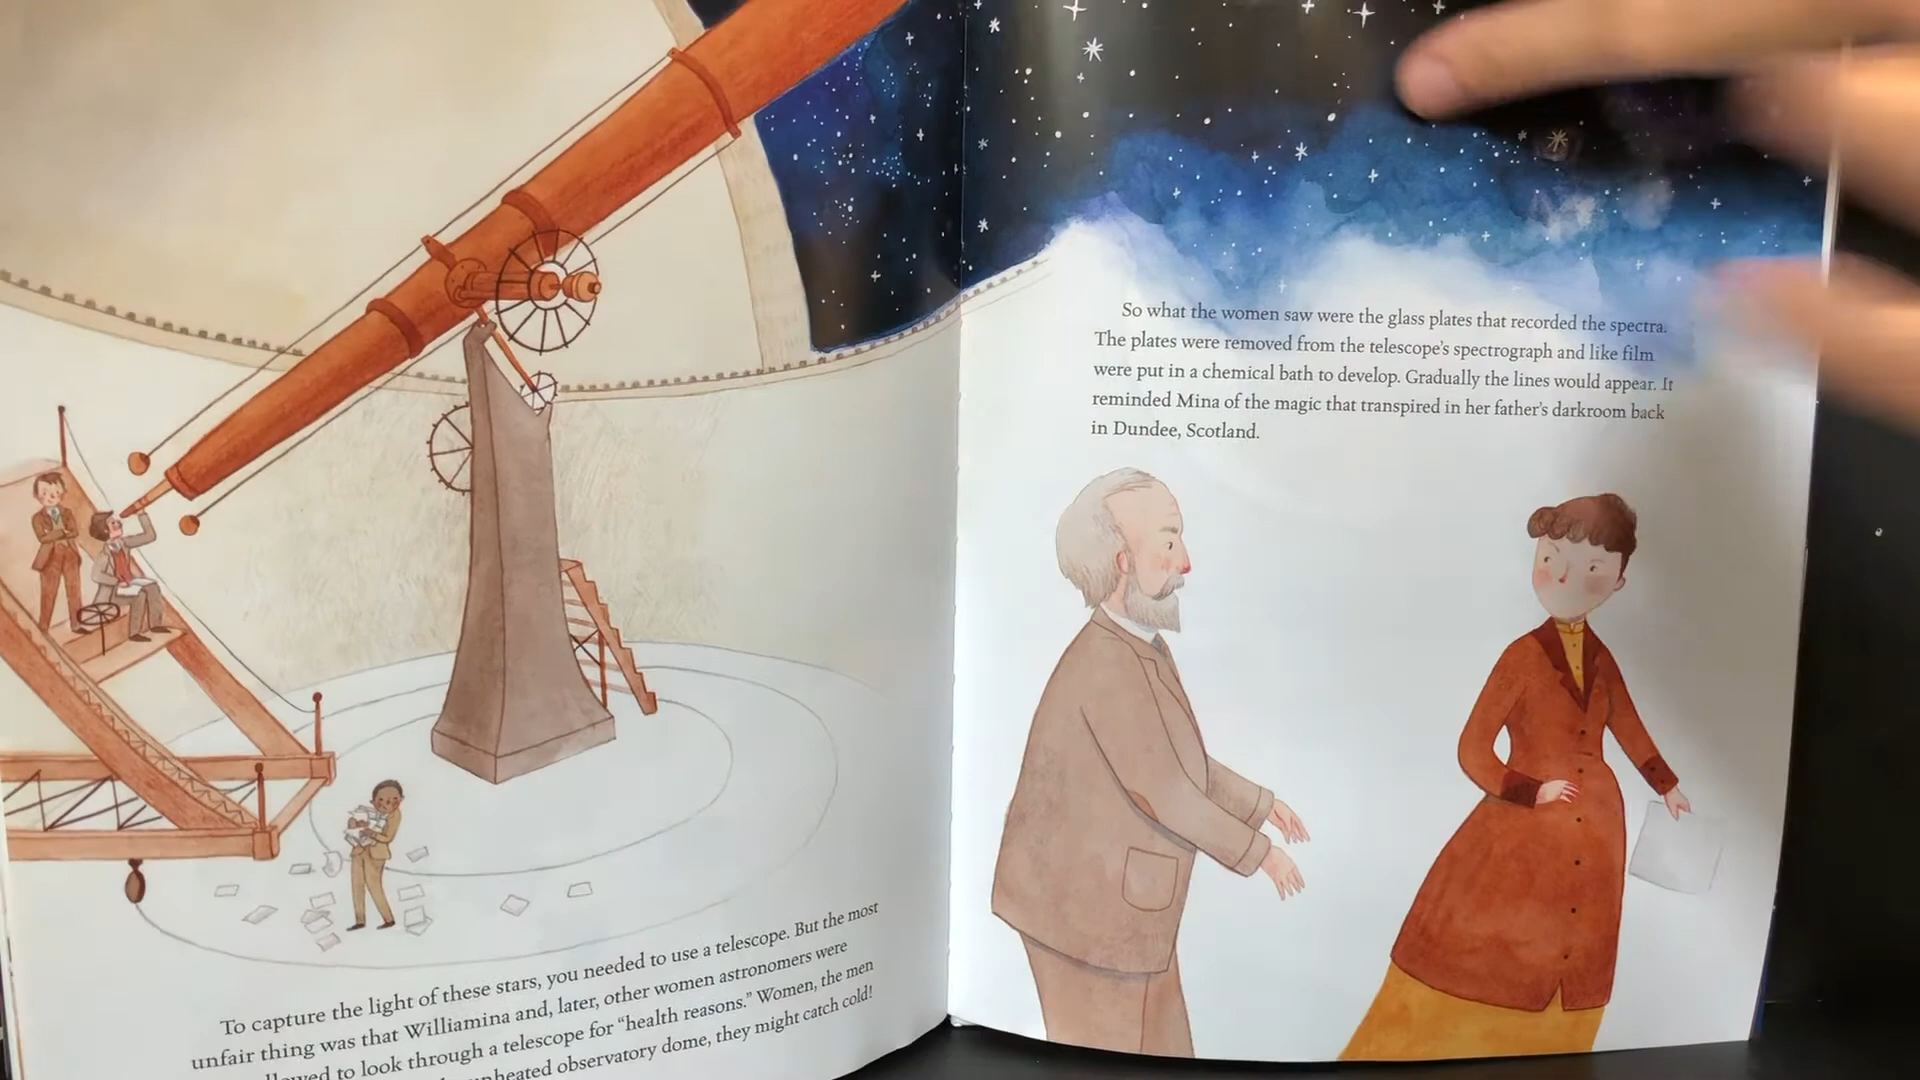 To capture the light of these stars, you needed to use a telescope. But the most
unfair thing was that Williamina and, later, other women astronomers were
to look through a telescope for “health reasons.” Women, the men
observatory dome, they might catch cold!
So what the women saw were the glass plates that recorded the spectra.
The plates were removed from the telescope’s spectrograph and like film
were put in a chemical bath to develop. Gradually the lines would appear. It
reminded Mina of the magic that transpired in her father’s darkroom back
in Dundee, Scotland.